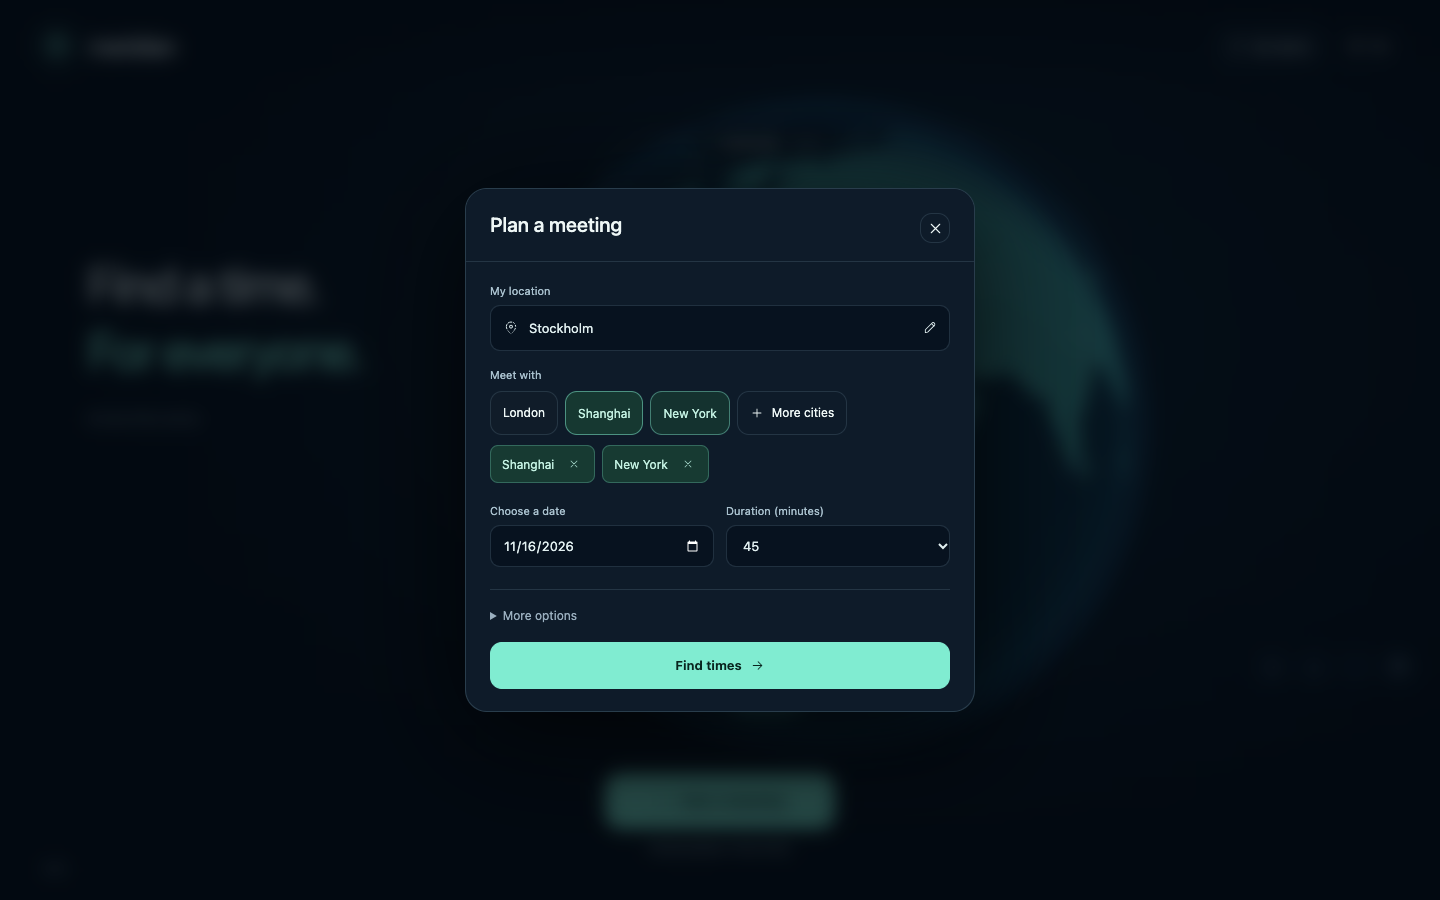 Plan a meeting
My location
Stockholm
Meet with
London Shanghai New York + More cities
Shanghai × New York ×
Choose a date Duration (minutes)
11/16/2026 45
More options
Find times →